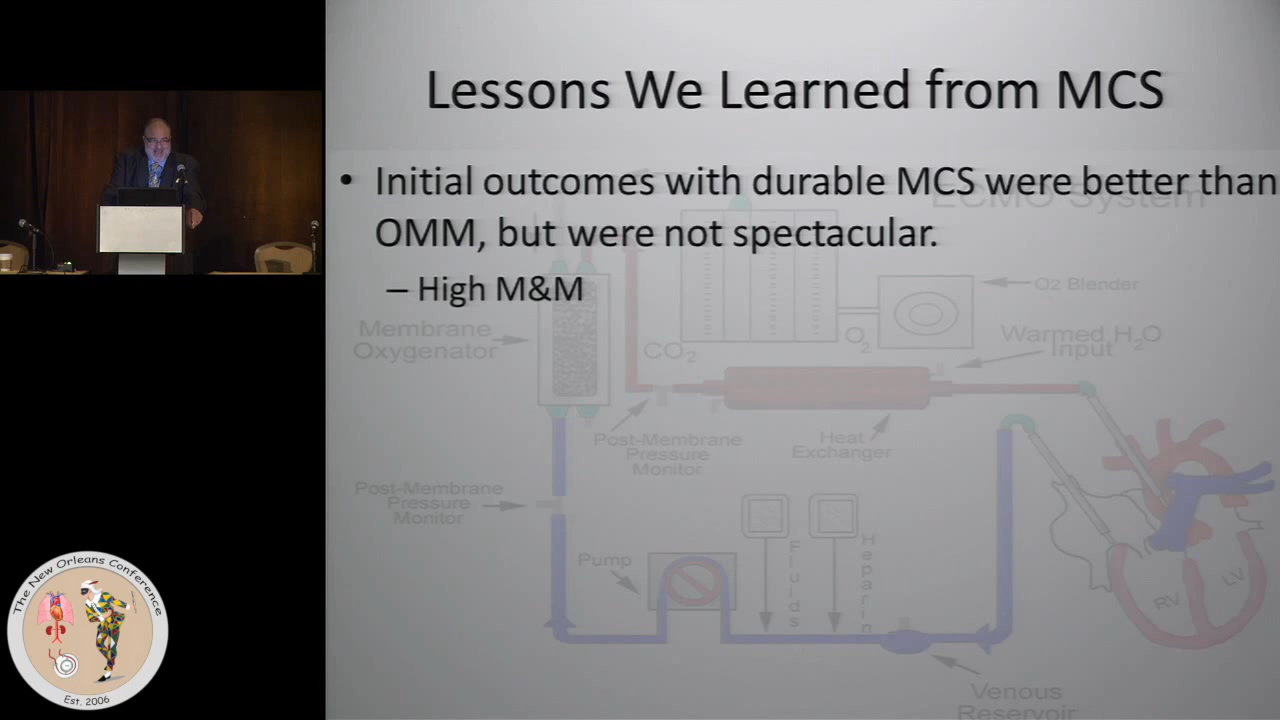 Lessons We Learned from MCS
• Initial outcomes with durable MCS were better than
OMM, but were not spectacular.
– High M&M
ECMO System
O2 Blender
Membrane
Oxygenator
CO2
O2
Warmed H2O
Input
Post-Membrane
Pressure
Monitor
Heat
Exchanger
Post-Membrane
Pressure
Monitor
Pump
Fluids
Heparin
RV
LV
Venous
Reservoir
The New Orleans Conference
Est. 2006